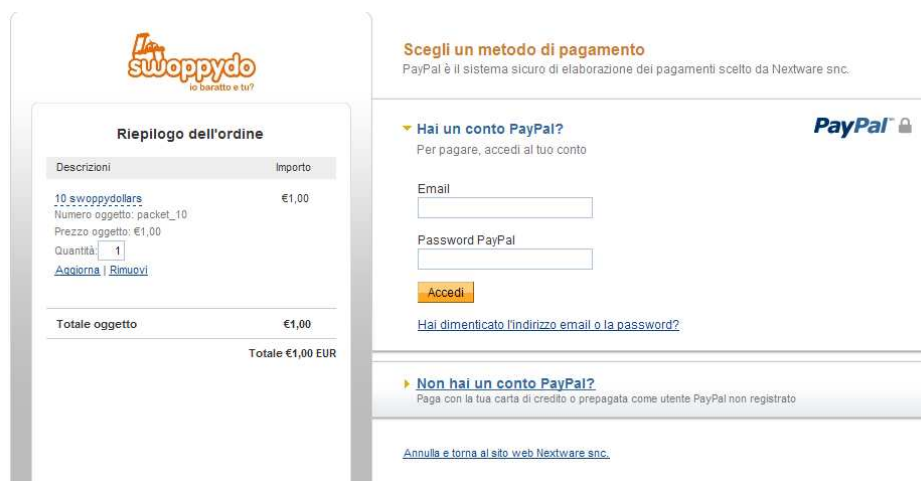 swoppydo
io baratto e tu?
Riepilogo dell'ordine
Descrizioni Importo
10 swoppydollars €1,00
Numero oggetto: packet_10
Prezzo oggetto: €1,00
Quantità: 1
Aggiorna | Rimuovi
Totale oggetto €1,00
Totale €1,00 EUR
Scegli un metodo di pagamento
PayPal è il sistema sicuro di elaborazione dei pagamenti scelto da Nextware snc.
Hai un conto PayPal? PayPal™
Per pagare, accedi al tuo conto
Email
Password PayPal
Accedi
Hai dimenticato l'indirizzo email o la password?
Non hai un conto PayPal?
Paga con la tua carta di credito o prepagata come utente PayPal non registrato
Annulla e torna al sito web Nextware snc.